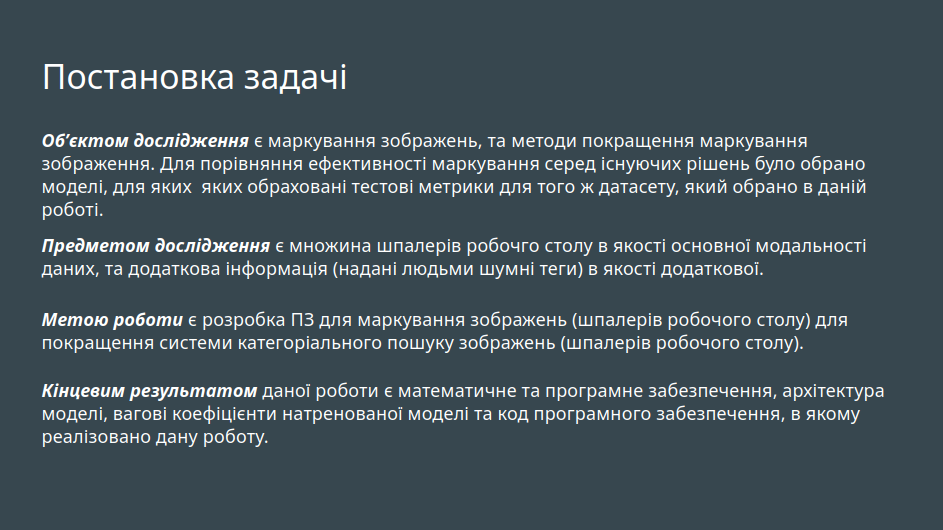 Постановка задачі
Об’єктом дослідження є маркування зображень, та методи покращення маркування
зображення. Для порівняння ефективності маркування серед існуючих рішень було обрано
моделі, для яких  яких обраховані тестові метрики для того ж датасету, який обрано в даній
роботі.
Предметом дослідження є множина шпалерів робочго столу в якості основної модальності
даних, та додаткова інформація (надані людьми шумні теги) в якості додаткової.
Метою роботи є розробка ПЗ для маркування зображень (шпалерів робочого столу) для
покращення системи категоріального пошуку зображень (шпалерів робочого столу).
Кінцевим результатом даної роботи є математичне та програмне забезпечення, архітектура
моделі, вагові коефіцієнти натренованої моделі та код програмного забезпечення, в якому
реалізовано дану роботу.